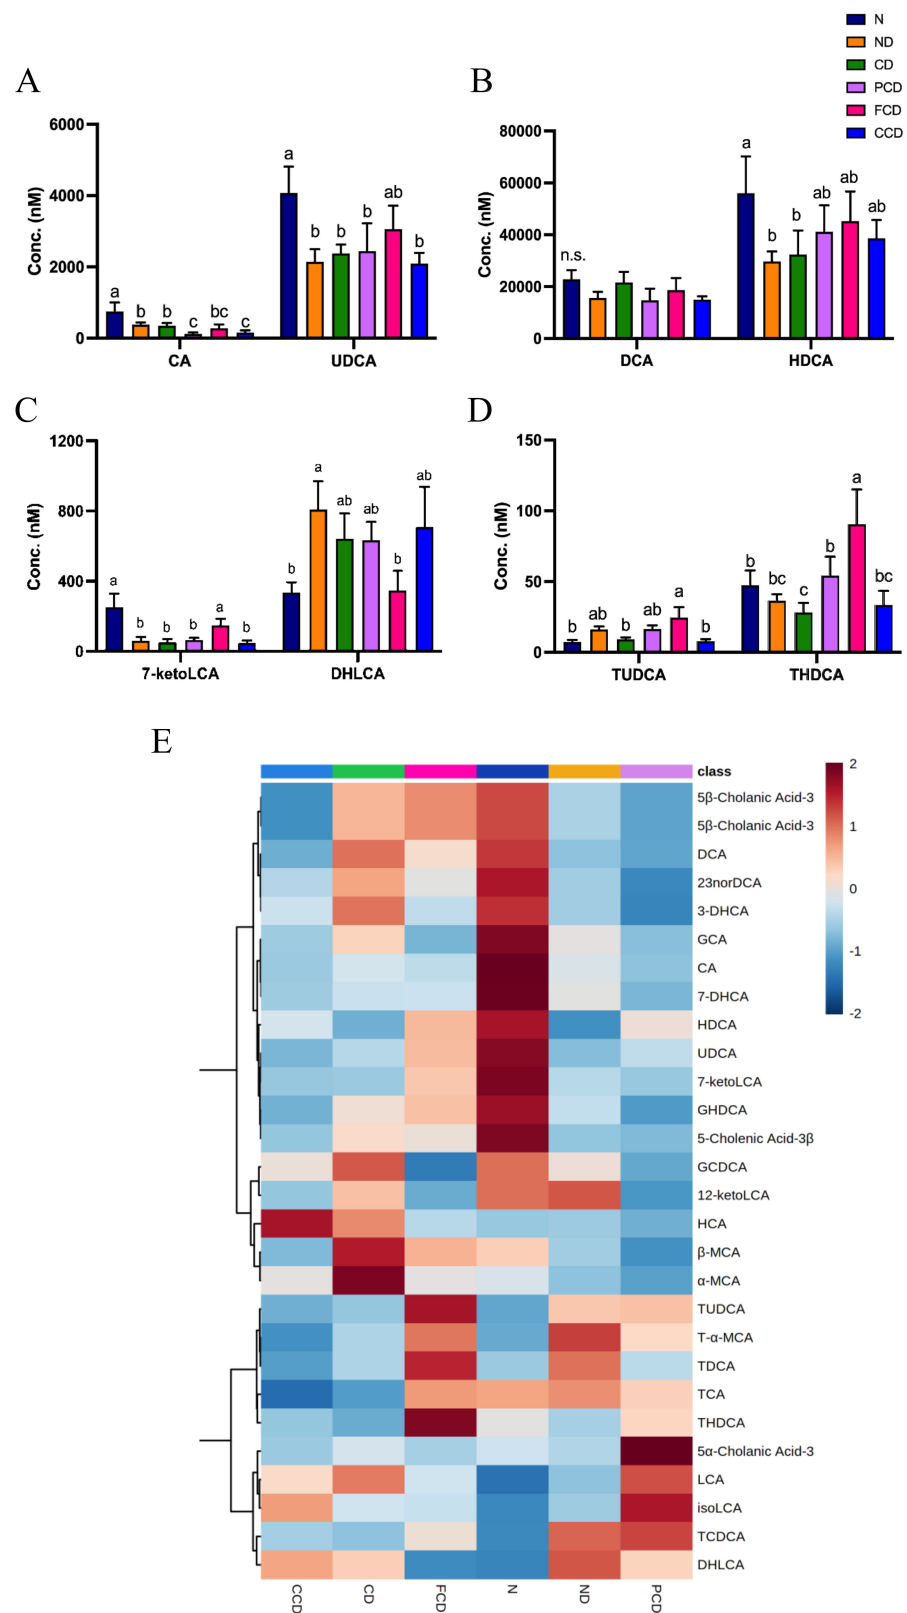 N
ND
CD
PCD
FCD
CCD
A
6000
4000
2000
0
Conc. (nM)
a
b
b
c
bc
c
a
b
b
b
ab
b
CA
UDCA
B
80000
60000
40000
20000
0
Conc. (nM)
n.s.
a
b
b
ab
ab
ab
DCA
HDCA
C
1200
800
400
0
Conc. (nM)
a
b
b
b
a
b
b
a
ab
ab
b
ab
7-ketoLCA
DHLCA
D
150
100
50
0
Conc. (nM)
b
ab
b
ab
a
b
b
bc
c
b
a
bc
TUDCA
THDCA
E
class
5β-Cholanic Acid-3
5β-Cholanic Acid-3
DCA
23norDCA
3-DHCA
GCA
CA
7-DHCA
HDCA
UDCA
7-ketoLCA
GHDCA
5-Cholenic Acid-3β
GCDCA
12-ketoLCA
HCA
β-MCA
α-MCA
TUDCA
T-α-MCA
TDCA
TCA
THDCA
5α-Cholanic Acid-3
LCA
isoLCA
TCDCA
DHLCA
CCD
CD
FCD
N
ND
PCD
2
1
0
-1
-2